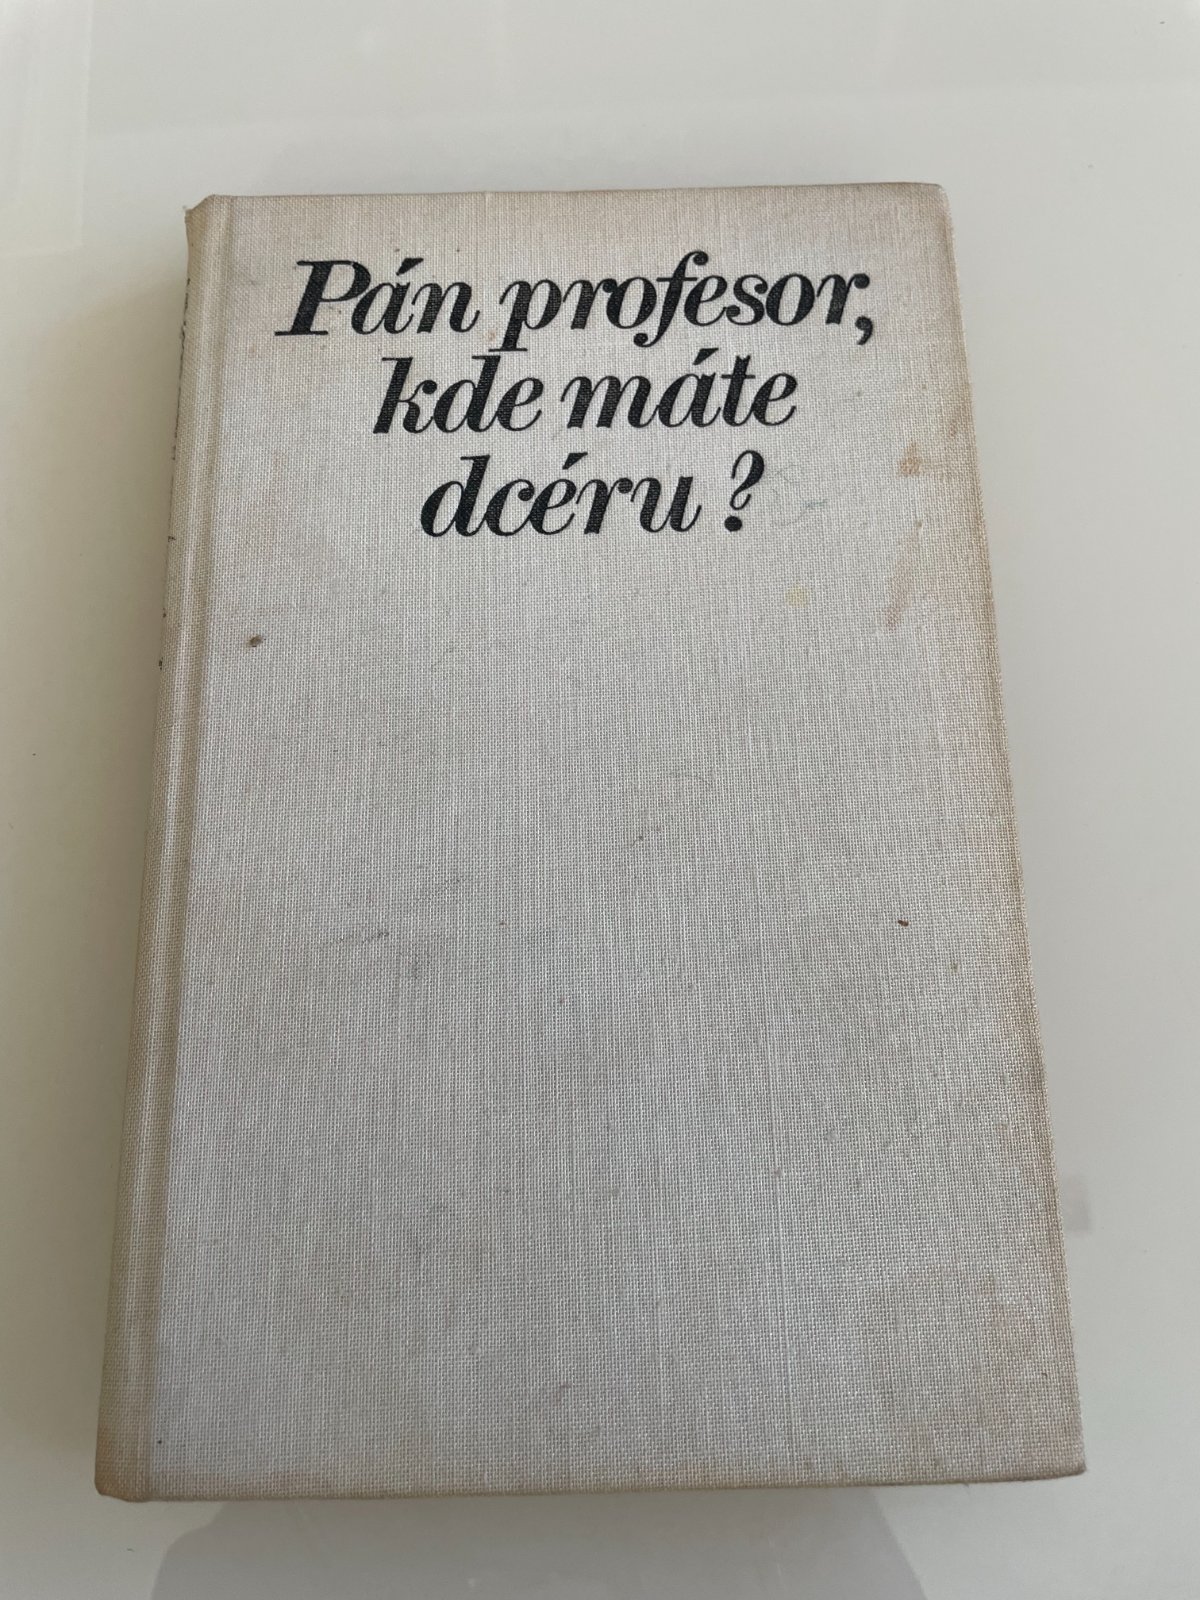 Pán profesor,
kde máte
dcéru?